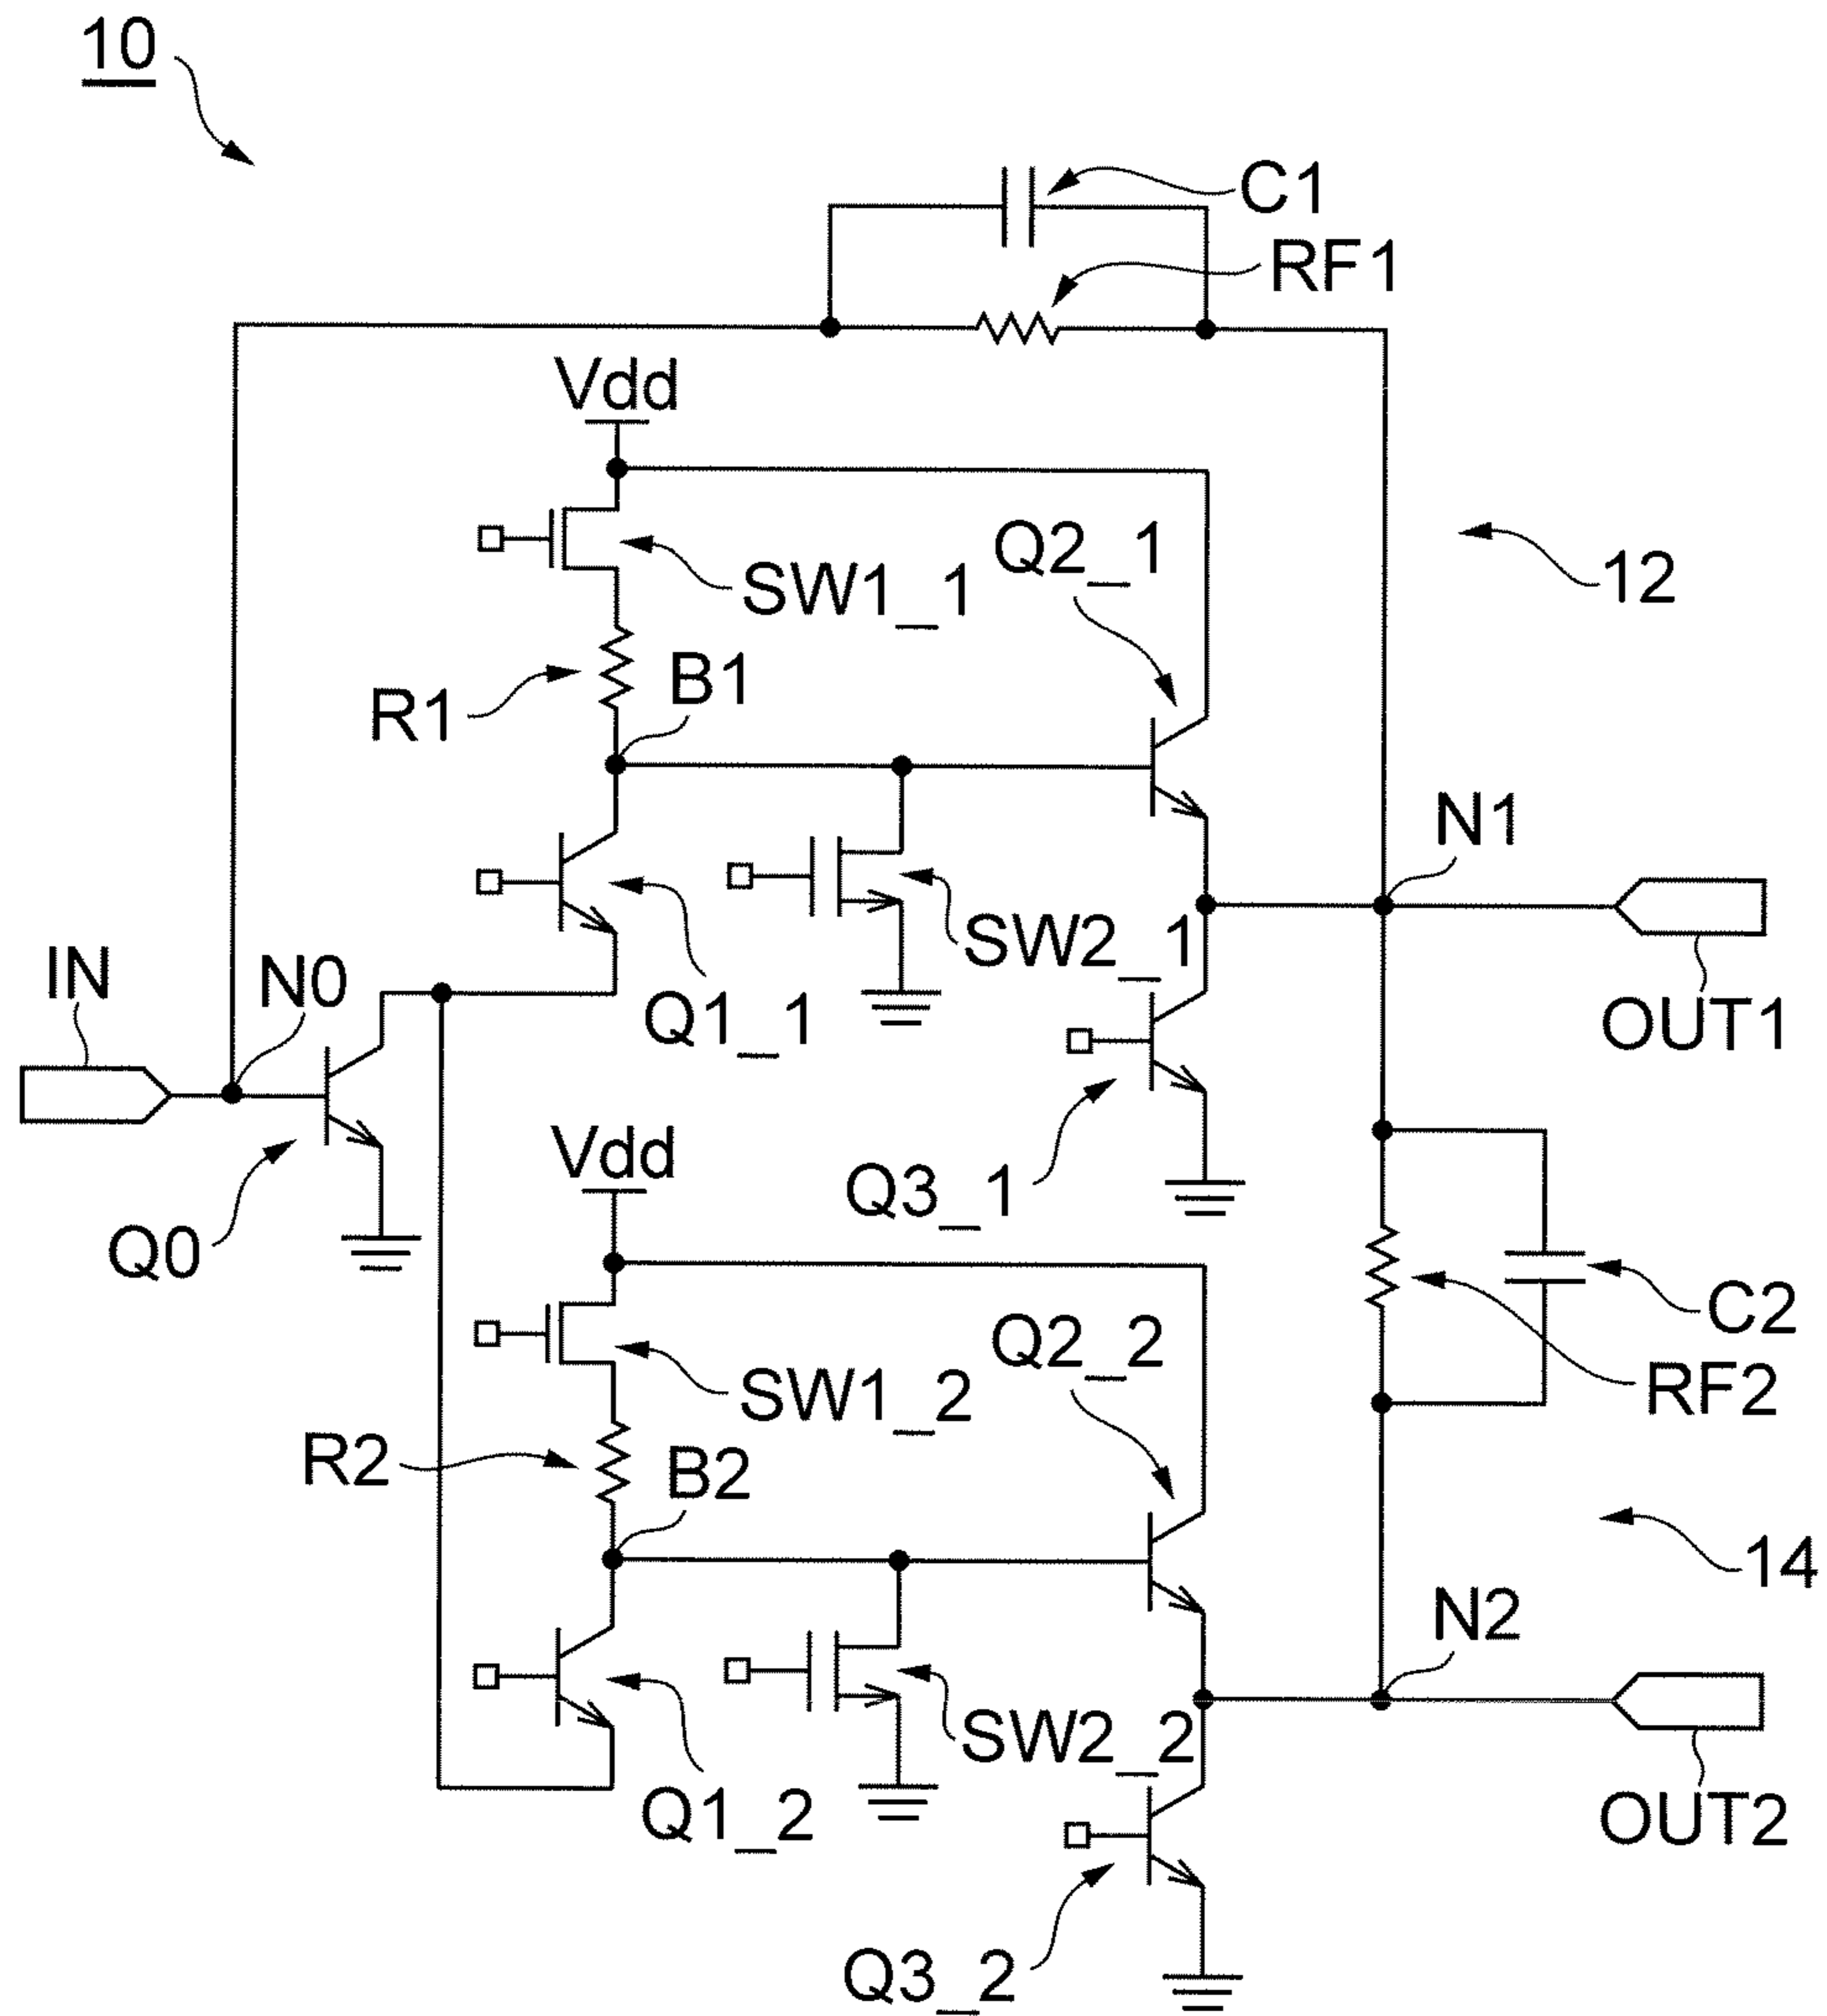 10
C1
RF1
Vdd
Q2_1
SW1_1
12
R1
B1
N1
IN
N0
SW2_1
Q1_1
OUT1
Vdd
Q3_1
Q0
C2
Q2_2
SW1_2
RF2
R2
B2
14
N2
SW2_2
Q1_2
OUT2
Q3_2